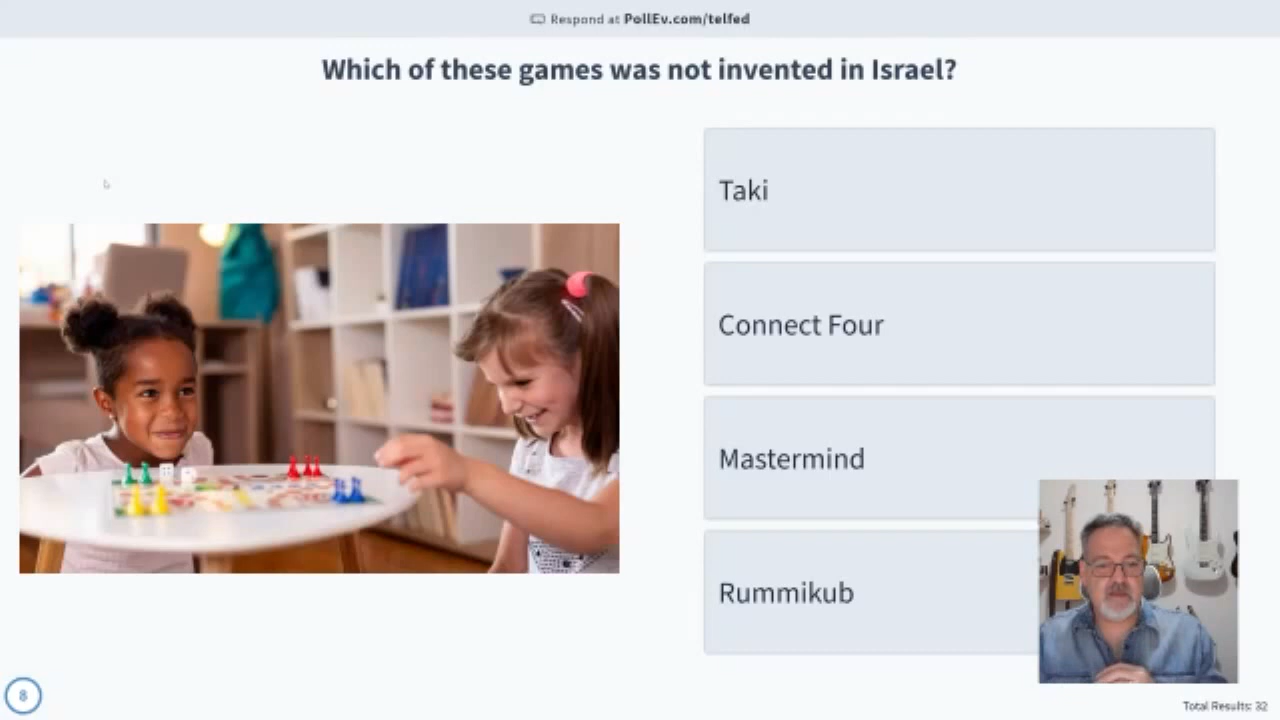 Respond at PollEv.com/telfed
Which of these games was not invented in Israel?
Taki
Connect Four
Mastermind
Rummikub
8
Total Results: 32